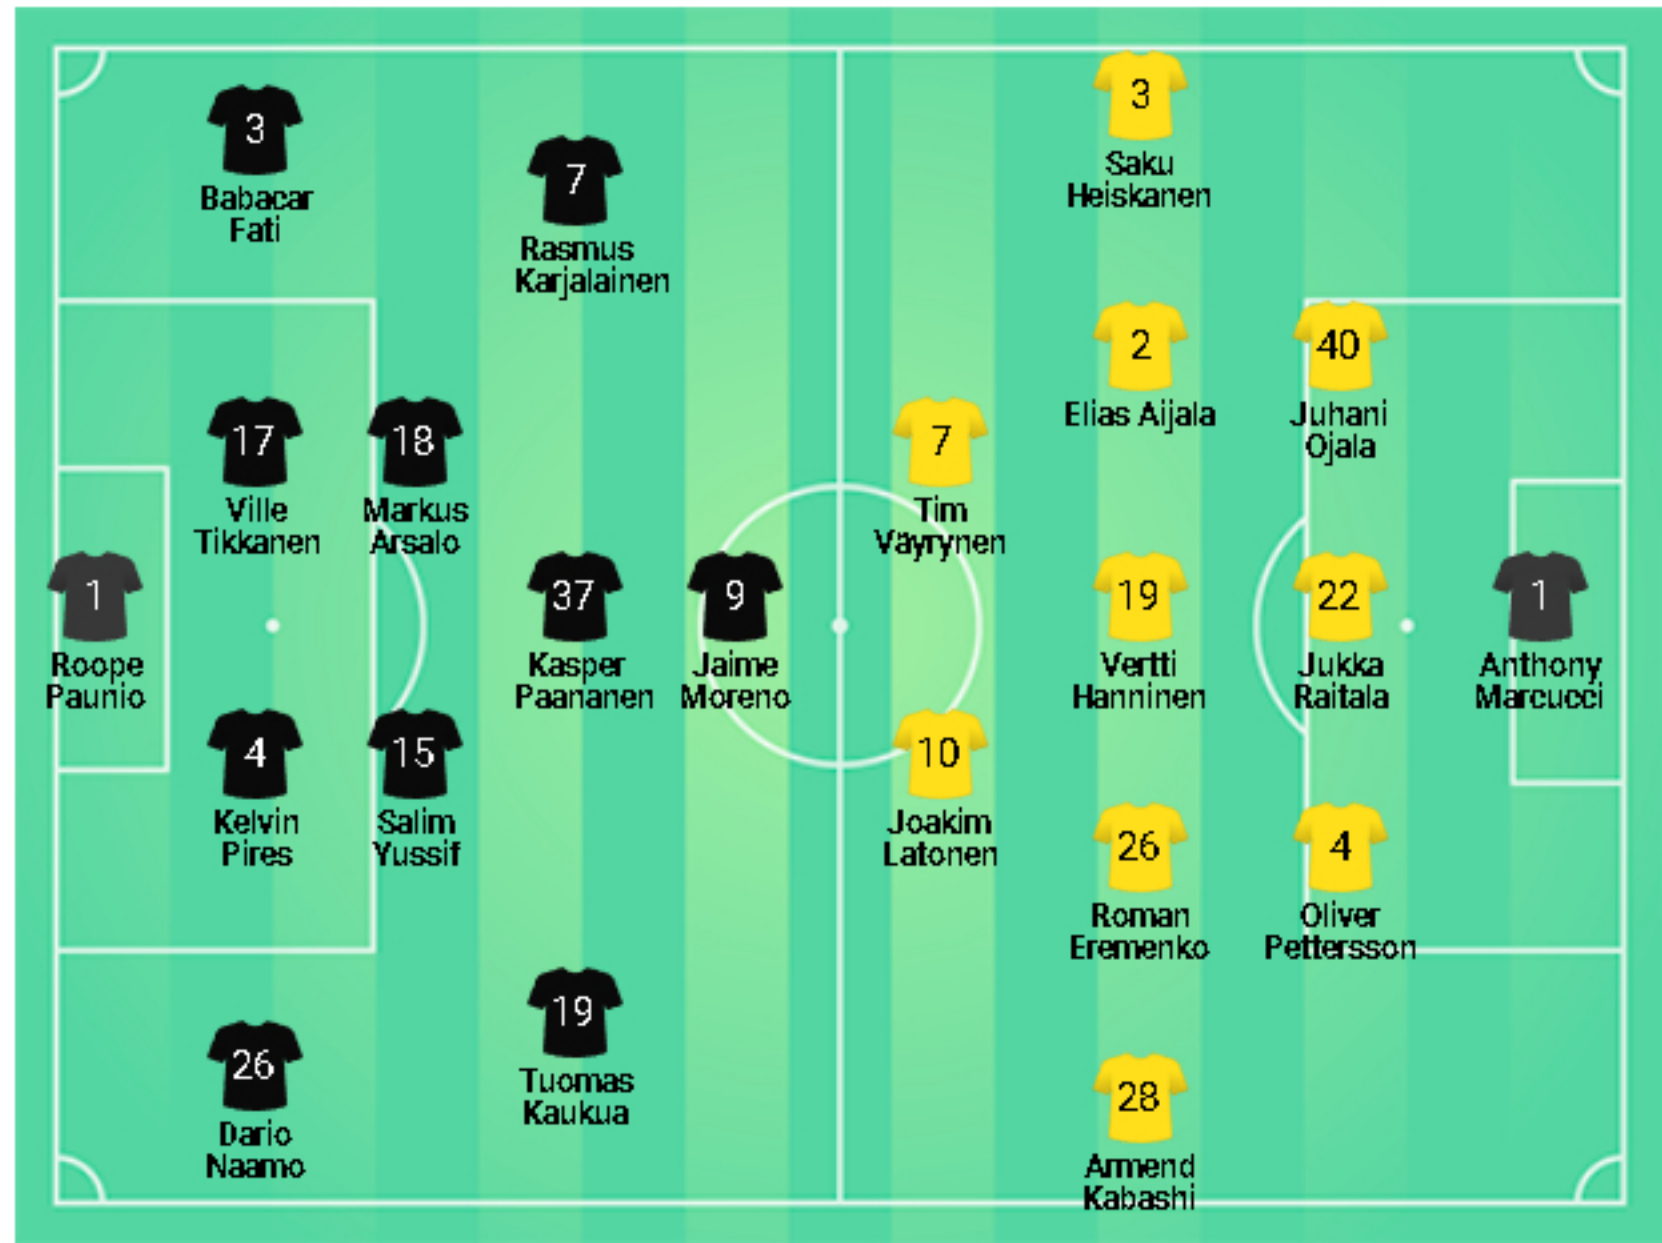 3
Babacar
Fati
17
Ville
Tikkanen
1
Roope
Paunio
4
Kelvin
Pires
26
Dario
Naamo
18
Markus
Arsalo
15
Salim
Yussif
7
Rasmus
Karjalainen
37
Kasper
Paananen
19
Tuomas
Kaukua
9
Jaime
Moreno
7
Tim
Väyrynen
10
Joakim
Latonen
3
Saku
Heiskanen
2
Elias Aijala
19
Vertti
Hanninen
26
Roman
Eremenko
28
Armend
Kabashi
40
Juhani
Ojala
22
Jukka
Raitala
4
Oliver
Pettersson
1
Anthony
Marcucci